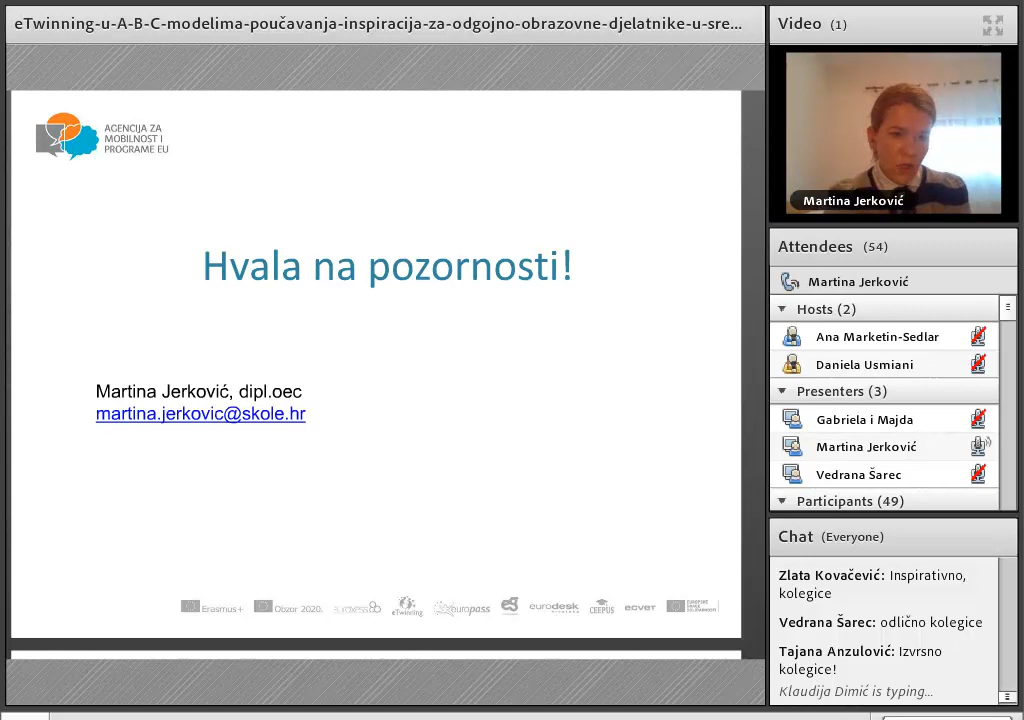 eTwinning-u-A-B-C-modelima-poučavanja-inspiracija-za-odgojno-obrazovne-djelatnike-u-sre...
AGENCIJA ZA
MOBILNOST I
PROGRAME EU
Hvala na pozornosti!
Martina Jerković, dipl.oec
martina.jerkovic@skole.hr
Erasmus+
Obzor 2020.
euraxess
eTwinning
europass
eurodesk
CEEPUS
ecvet
Video (1)
Martina Jerković
Attendees (54)
Martina Jerković
Hosts (2)
Ana Marketin-Sedlar
Daniela Usmiani
Presenters (3)
Gabriela i Majda
Martina Jerković
Vedrana Šarec
Participants (49)
Chat (Everyone)
Zlata Kovačević: Inspirativno,
kolegice
Vedrana Šarec: odlično kolegice
Tajana Anzulović: Izvrsno
kolegice!
Klaudija Dimić is typing...